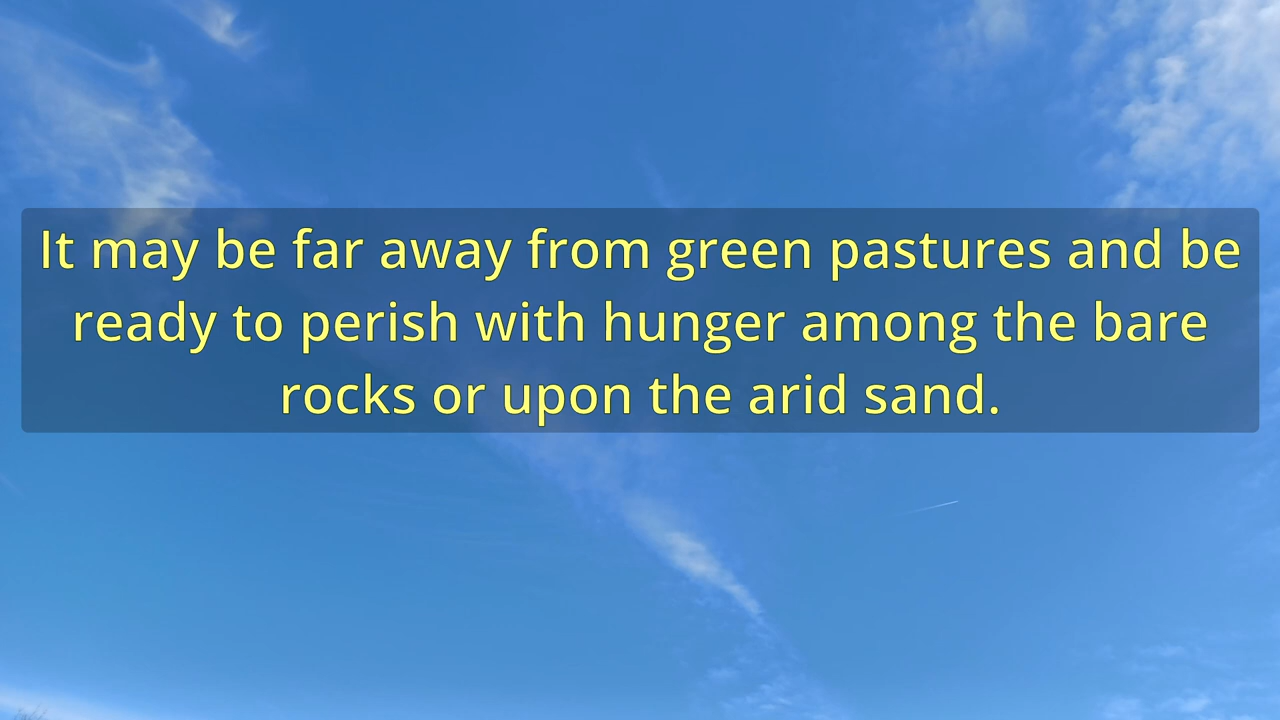 It may be far away from green pastures and be
ready to perish with hunger among the bare
rocks or upon the arid sand.